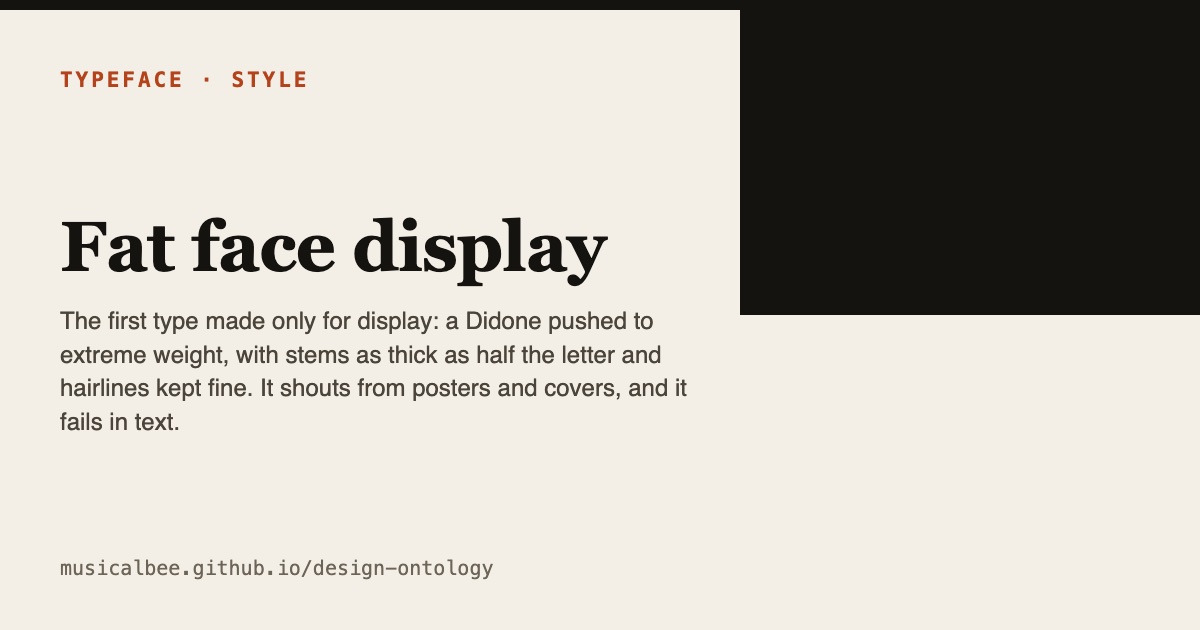 TYPEFACE · STYLE
Fat face display
The first type made only for display: a Didone pushed to
extreme weight, with stems as thick as half the letter and
hairlines kept fine. It shouts from posters and covers, and it
fails in text.
musicalbee.github.io/design-ontology